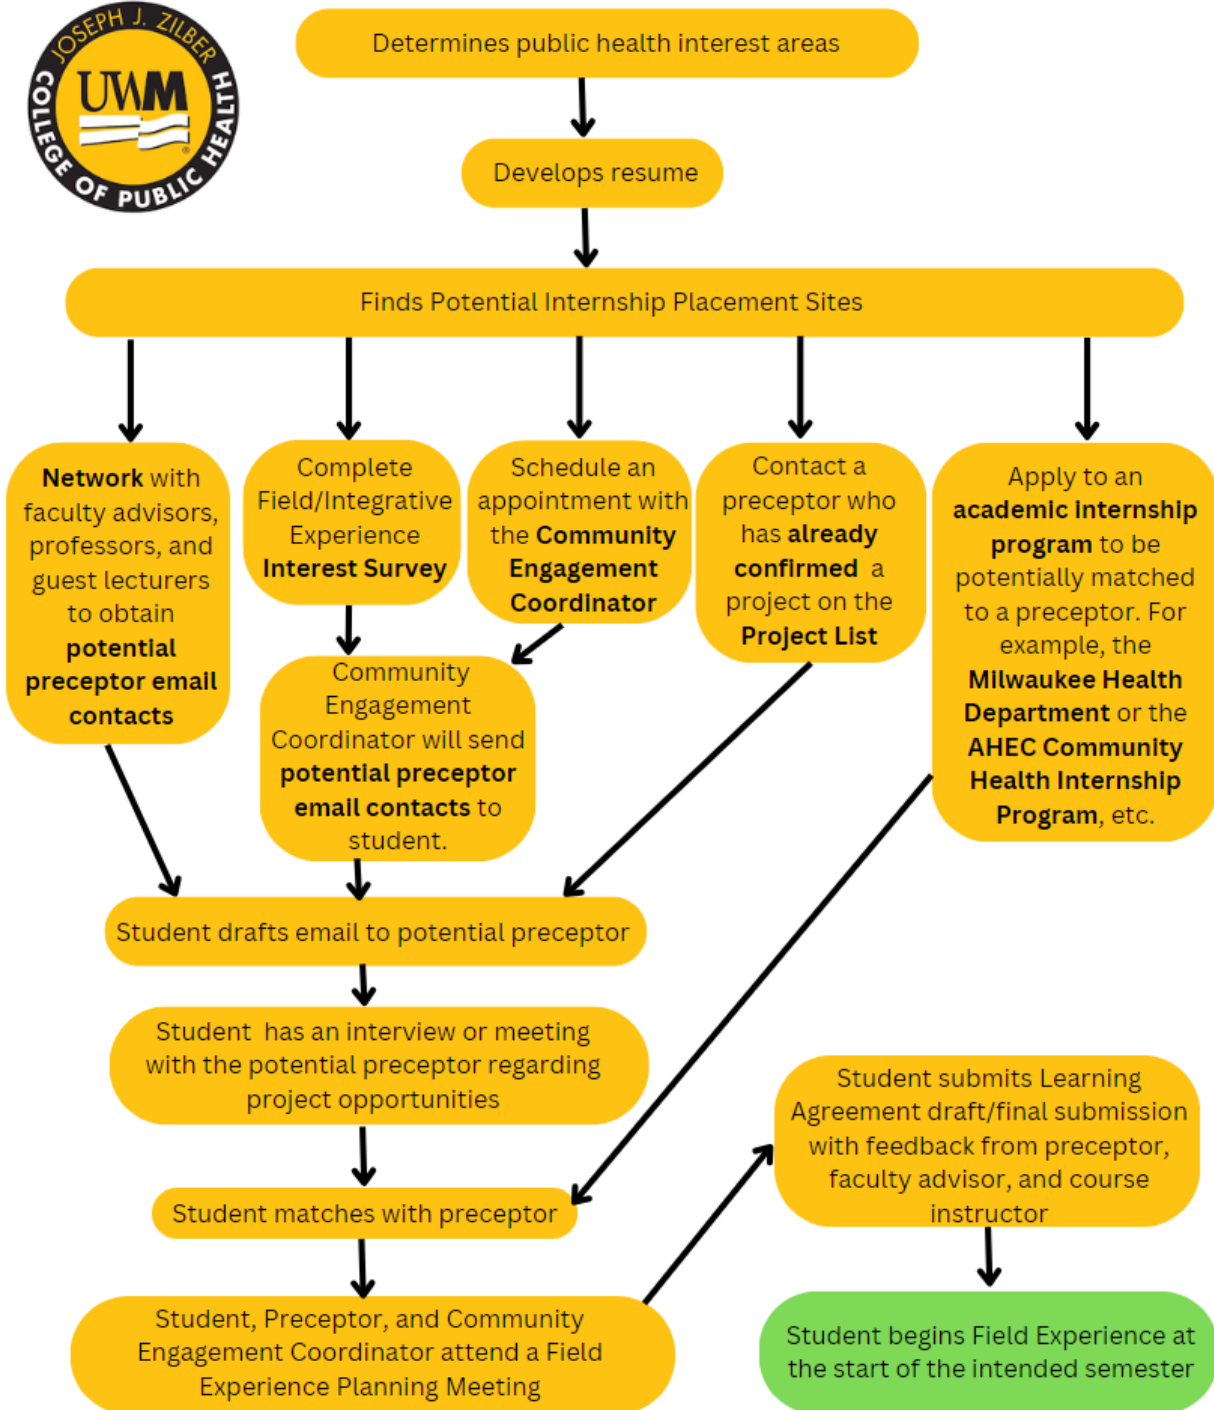 JOSEPH J. ZILBER
UWM
®
COLLEGE OF PUBLIC HEALTH
Determines public health interest areas
Develops resume
Finds Potential Internship Placement Sites
Network with
faculty advisors,
professors, and
guest lecturers
to obtain
potential
preceptor email
contacts
Complete
Field/Integrative
Experience
Interest Survey
Schedule an
appointment with
the Community
Engagement
Coordinator
Contact a
preceptor who
has already
confirmed a
project on the
Project List
Apply to an
academic internship
program to be
potentially matched
to a preceptor. For
example, the
Milwaukee Health
Department or the
AHEC Community
Health Internship
Program, etc.
Community
Engagement
Coordinator will send
potential preceptor
email contacts to
student.
Student drafts email to potential preceptor
Student has an interview or meeting
with the potential preceptor regarding
project opportunities
Student matches with preceptor
Student, Preceptor, and Community
Engagement Coordinator attend a Field
Experience Planning Meeting
Student submits Learning
Agreement draft/final submission
with feedback from preceptor,
faculty advisor, and course
instructor
Student begins Field Experience at
the start of the intended semester